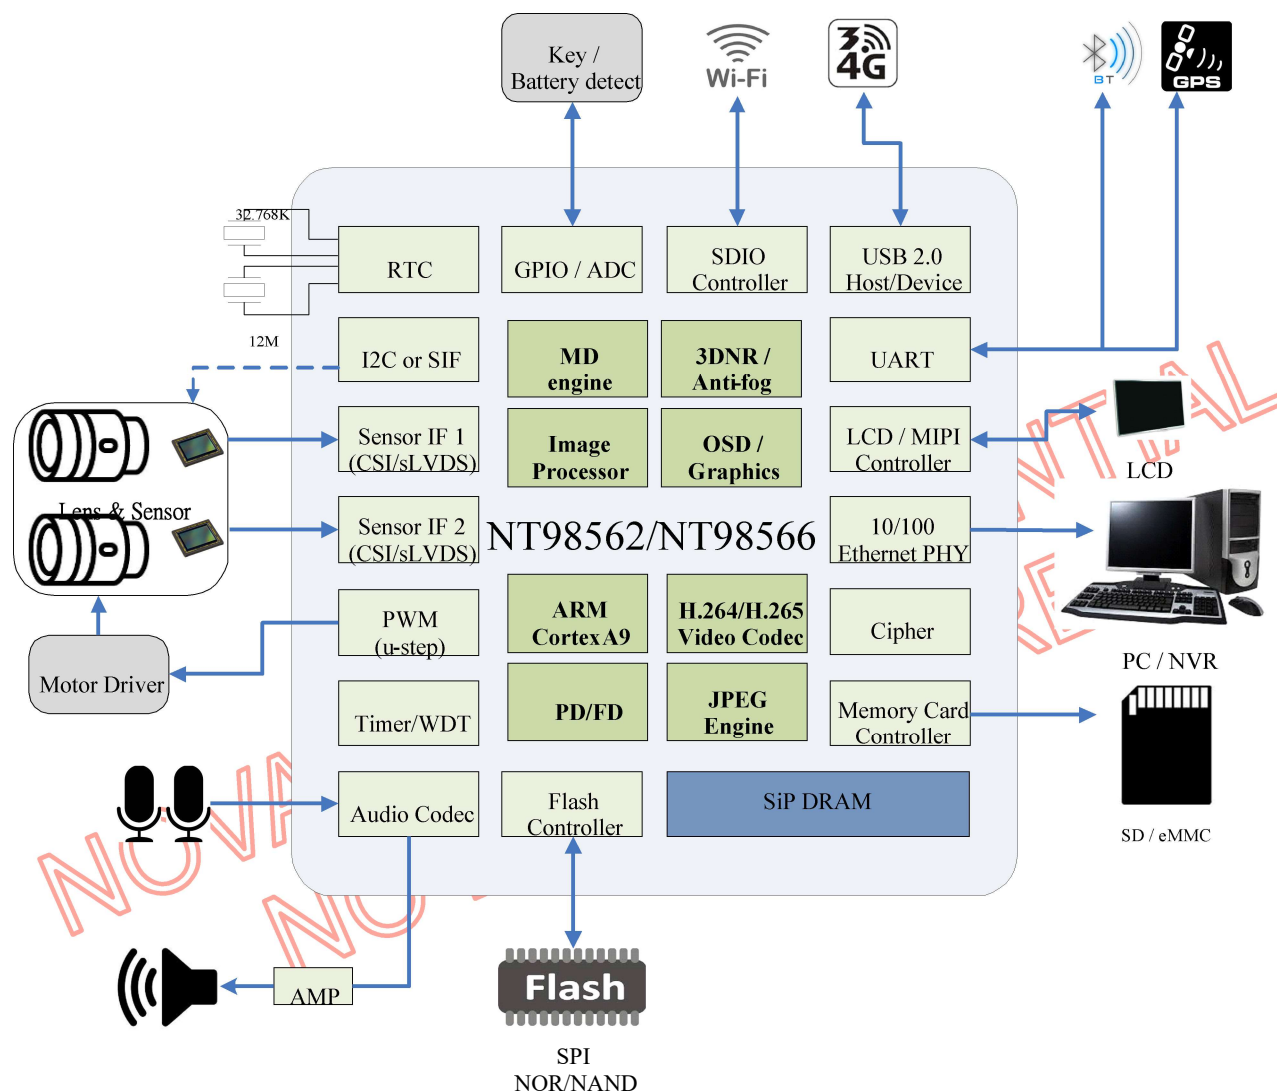 Key /
Battery detect
Wi-Fi
3G
4G
BT
GPS
32.768K
12M
RTC
GPIO / ADC
SDIO
Controller
USB 2.0
Host/Device
I2C or SIF
MD
engine
3DNR /
Anti-fog
UART
Lens & Sensor
Sensor IF 1
(CSI/sLVDS)
Image
Processor
OSD /
Graphics
LCD / MIPI
Controller
LCD
Sensor IF 2
(CSI/sLVDS)
NT98562/NT98566
10/100
Ethernet PHY
PC / NVR
Motor Driver
PWM
(u-step)
ARM
Cortex A9
H.264/H.265
Video Codec
Cipher
Timer/WDT
PD/FD
JPEG
Engine
Memory Card
Controller
SD / eMMC
Audio Codec
Flash
Controller
SiP DRAM
AMP
Flash
SPI
NOR/NAND